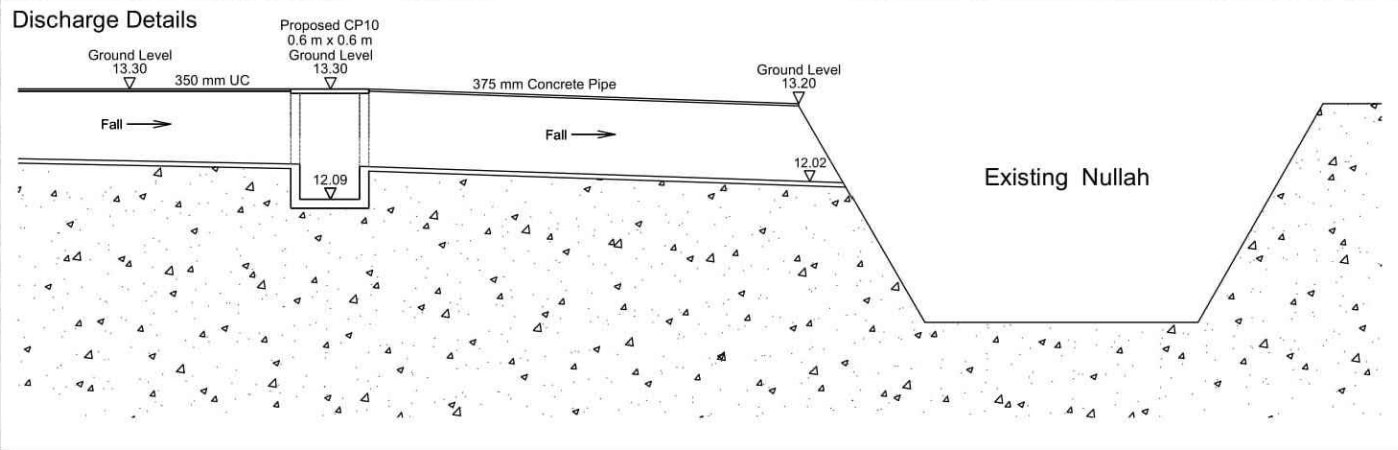 Discharge Details
Proposed CP10
0.6 m x 0.6 m
Ground Level
13.30
Ground Level
13.30
350 mm UC
375 mm Concrete Pipe
Ground Level
13.20
Fall
Fall
12.09
12.02
Existing Nullah